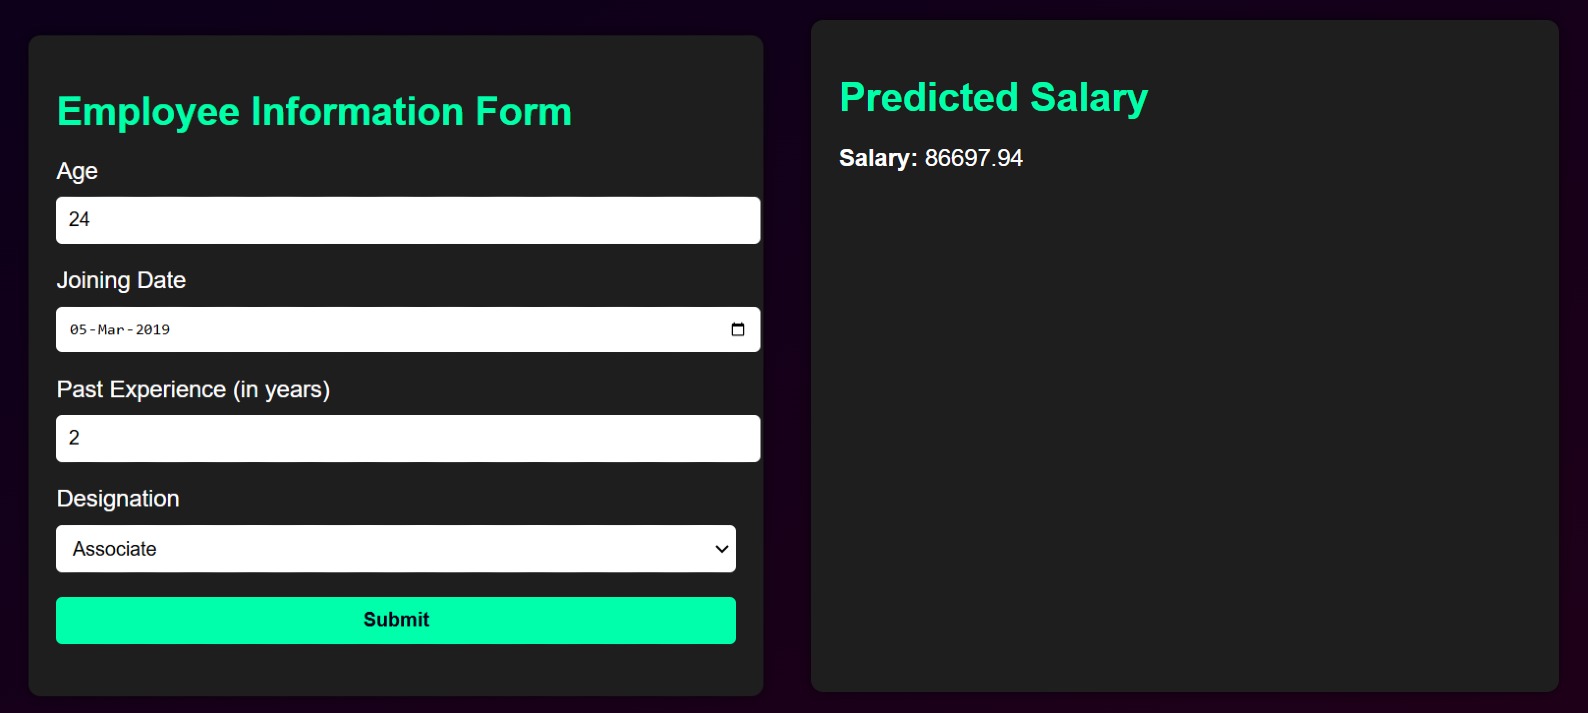 Employee Information Form
Age
24
Joining Date
05-Mar-2019
Past Experience (in years)
2
Designation
Associate
Submit
Predicted Salary
Salary: 86697.94